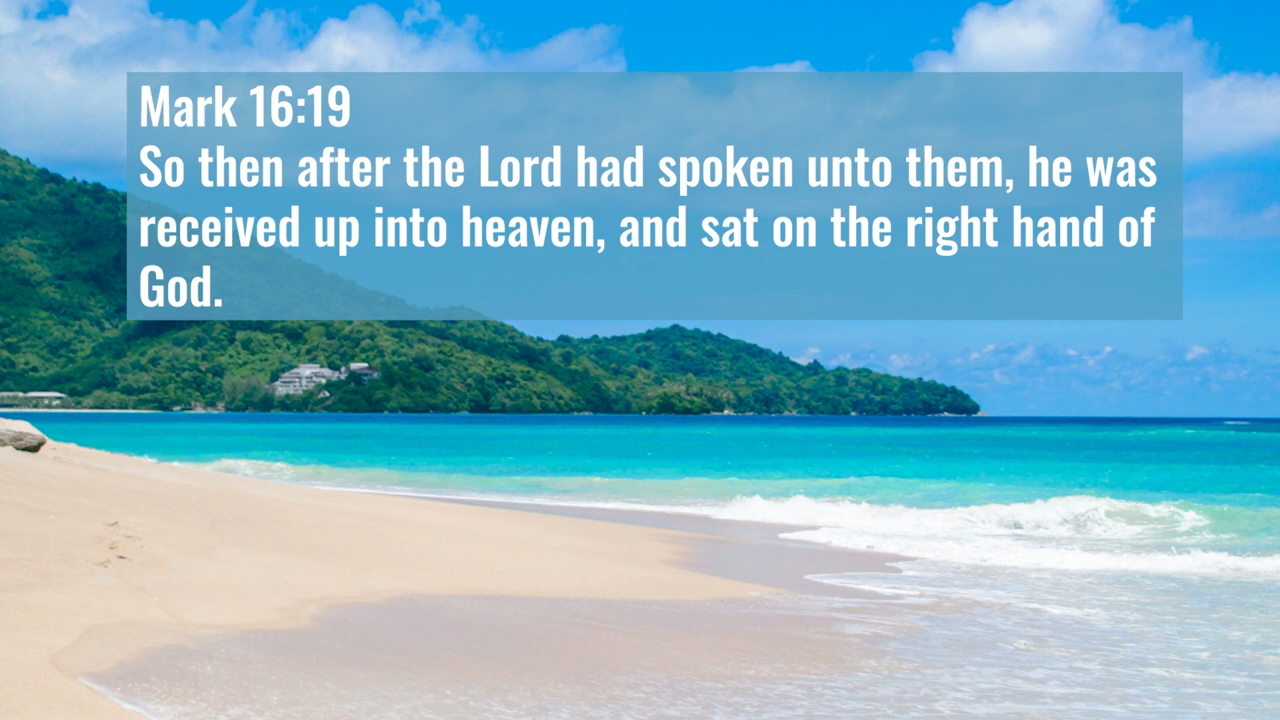 Mark 16:19
So then after the Lord had spoken unto them, he was
received up into heaven, and sat on the right hand of
God.